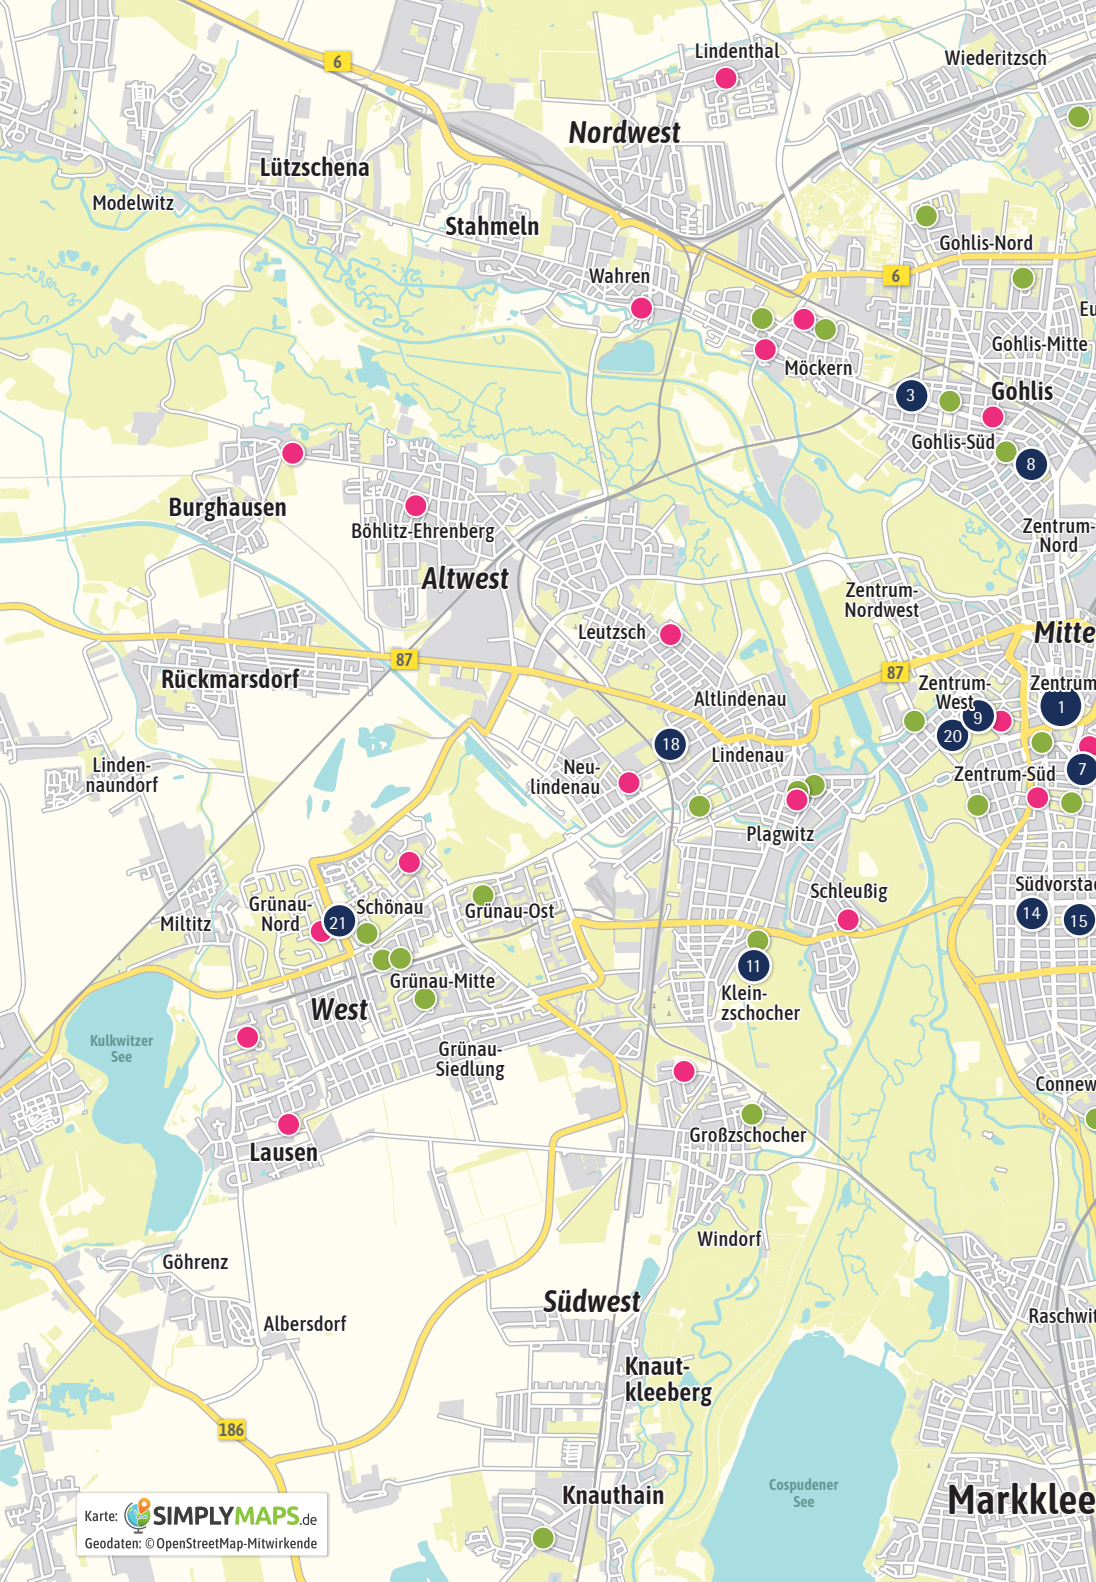 Lindenthal
Wiederitzsch
6
Nordwest
Lützschena
Modelwitz
Stahmeln
Gohlis-Nord
Wahren
6
Gohlis-Mitte
Möckern
Gohlis
3
Gohlis-Süd
8
Burghausen
Böhlitz-Ehrenberg
Zentrum-
Nord
Altwest
Zentrum-
Nordwest
Leutzsch
Mitte
87
87
Rückmarsdorf
Zentrum-
West
Zentrum
Altlindenau
1
9
20
18
Lindenau
7
Linden-
naundorf
Neu-
lindenau
Zentrum-Süd
Plagwitz
Schleußig
Südvorstad
Grünau-
Nord
Schönau
Grünau-Ost
14
15
21
Miltitz
11
Grünau-Mitte
Klein-
zschocher
West
Kulkwitzer
See
Grünau-
Siedlung
Connew
Großzschocher
Lausen
Windorf
Göhrenz
Südwest
Albersdorf
Raschwit
Knaut-
kleeberg
186
Cospudener
See
Knauthain
Markklee
Karte: SIMPLYMAPS.de
Geodaten: © OpenStreetMap-Mitwirkende